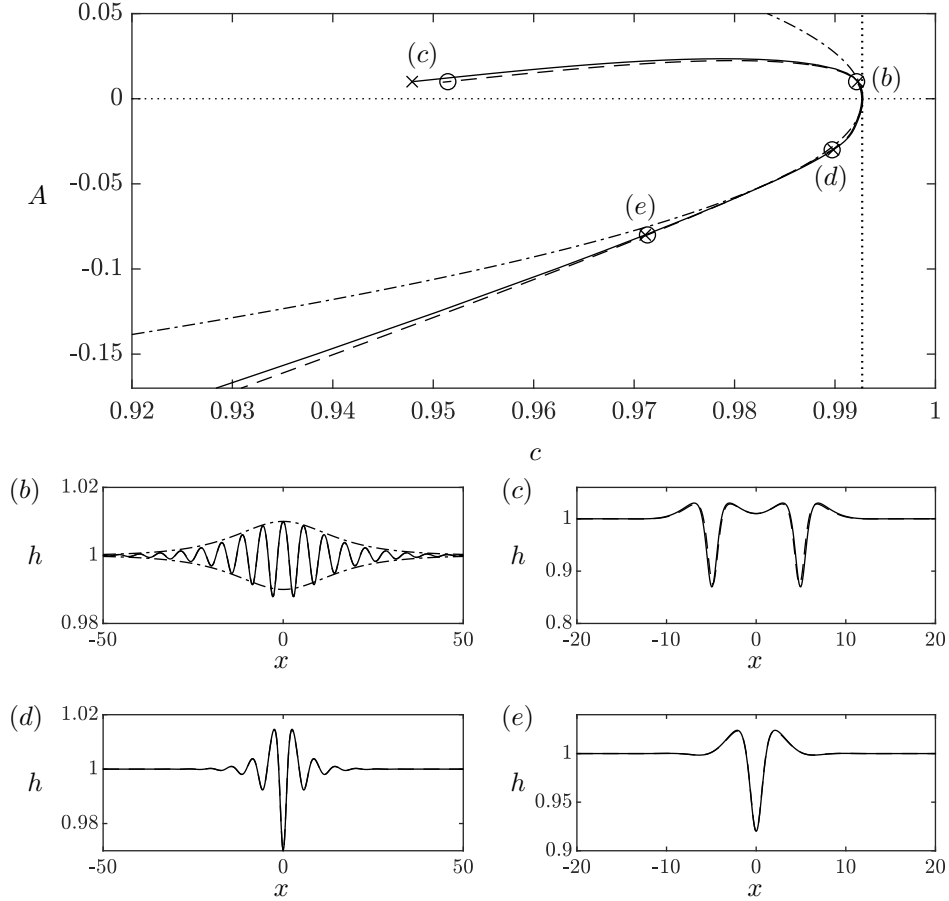 0.05
(c)
(b)
0
-0.05
(d)
A
(e)
-0.1
-0.15
0.92 0.93 0.94 0.95 0.96 0.97 0.98 0.99 1
c
(b) 1.02
h 1
0.98
-50 0 50
x
(c)
1
h
0.9
0.8
-20 -10 0 10 20
x
(d) 1.02
h 1
0.98
-50 0 50
x
(e)
h 1
0.95
0.9
-20 -10 0 10 20
x